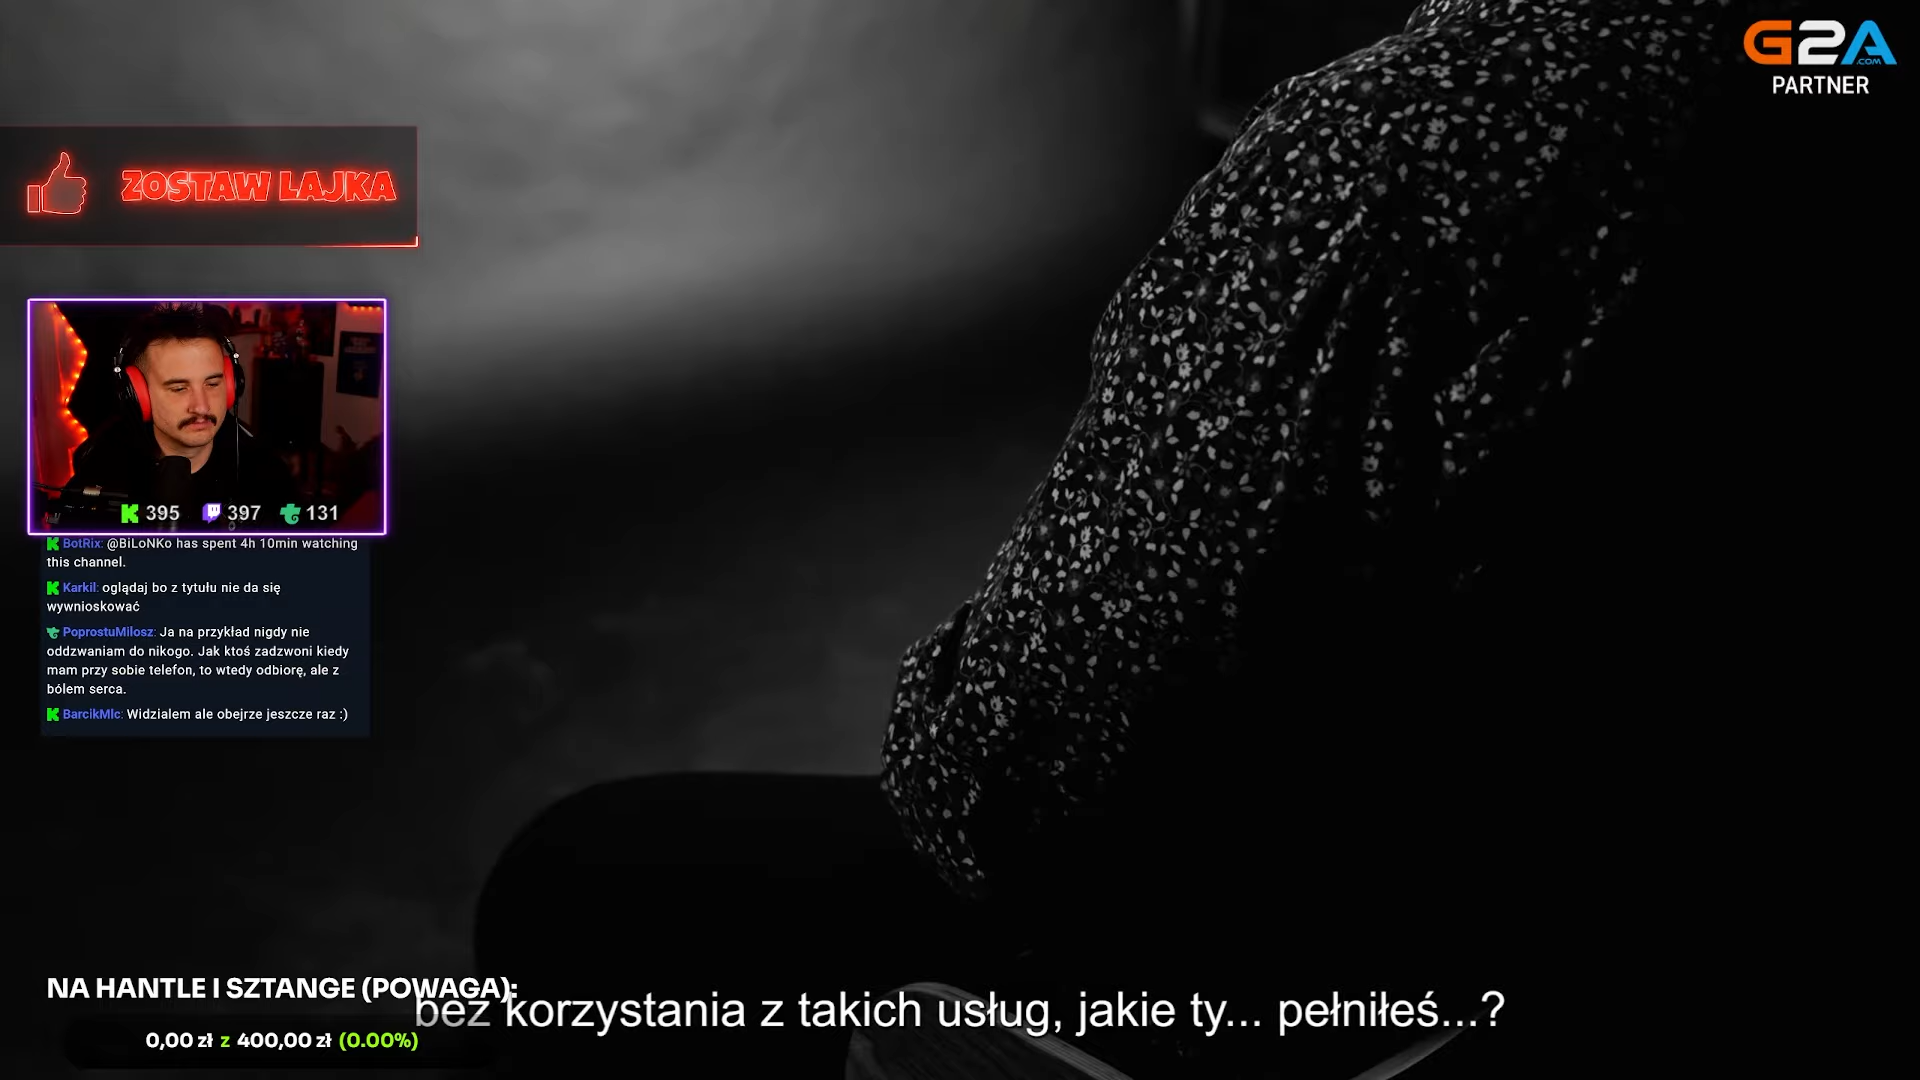 G2A
.COM
PARTNER
ZOSTAW LAJKA
395 397 131
BotRix: @BiLoNKo has spent 4h 10min watching
this channel.
Karkil: oglądaj bo z tytułu nie da się
wywnioskować
PoprostuMilosz: Ja na przykład nigdy nie
oddzwaniam do nikogo. Jak ktoś zadzwoni kiedy
mam przy sobie telefon, to wtedy odbiorę, ale z
bólem serca.
BarcikMlc: Widzialem ale obejrze jeszcze raz :)
NA HANTLE I SZTANGE (POWAGA):
bez korzystania z takich usług, jakie ty... pełniłeś...?
0,00 zł z 400,00 zł (0.00%)